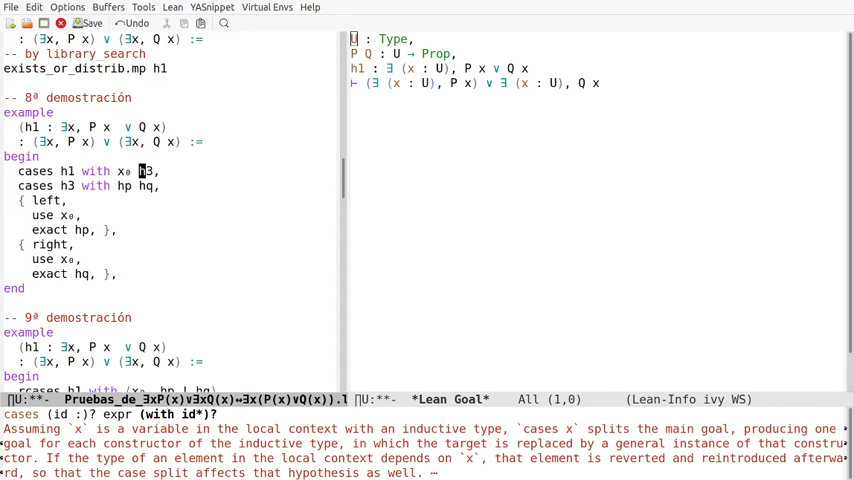 File Edit Options Buffers Tools Lean YASnippet Virtual Envs Help
Save Undo
: (∃x, P x) ∨ (∃x, Q x) :=
-- by library_search
exists_or_distrib.mp h1
-- 8ª demostración
example
(h1 : ∃x, P x ∨ Q x)
: (∃x, P x) ∨ (∃x, Q x) :=
begin
cases h1 with x₀ h3,
cases h3 with hp hq,
{ left,
use x₀,
exact hp, },
{ right,
use x₀,
exact hq, },
end
-- 9ª demostración
example
(h1 : ∃x, P x ∨ Q x)
: (∃x, P x) ∨ (∃x, Q x) :=
begin
∏U:**- Pruebas_de_∃xP(x)∨∃xQ(x)↔∃x(P(x)∨Q(x)).l
U : Type,
P Q : U → Prop,
h1 : ∃ (x : U), P x ∨ Q x
⊢ (∃ (x : U), P x) ∨ ∃ (x : U), Q x
∏U:**- *Lean Goal* All (1,0) (Lean-Info ivy WS)
cases (id :)? expr (with id*)?
Assuming `x` is a variable in the local context with an inductive type, `cases x` splits the main goal, producing one
goal for each constructor of the inductive type, in which the target is replaced by a general instance of that constru
ctor. If the type of an element in the local context depends on `x`, that element is reverted and reintroduced afterwa
rd, so that the case split affects that hypothesis as well. ⋯